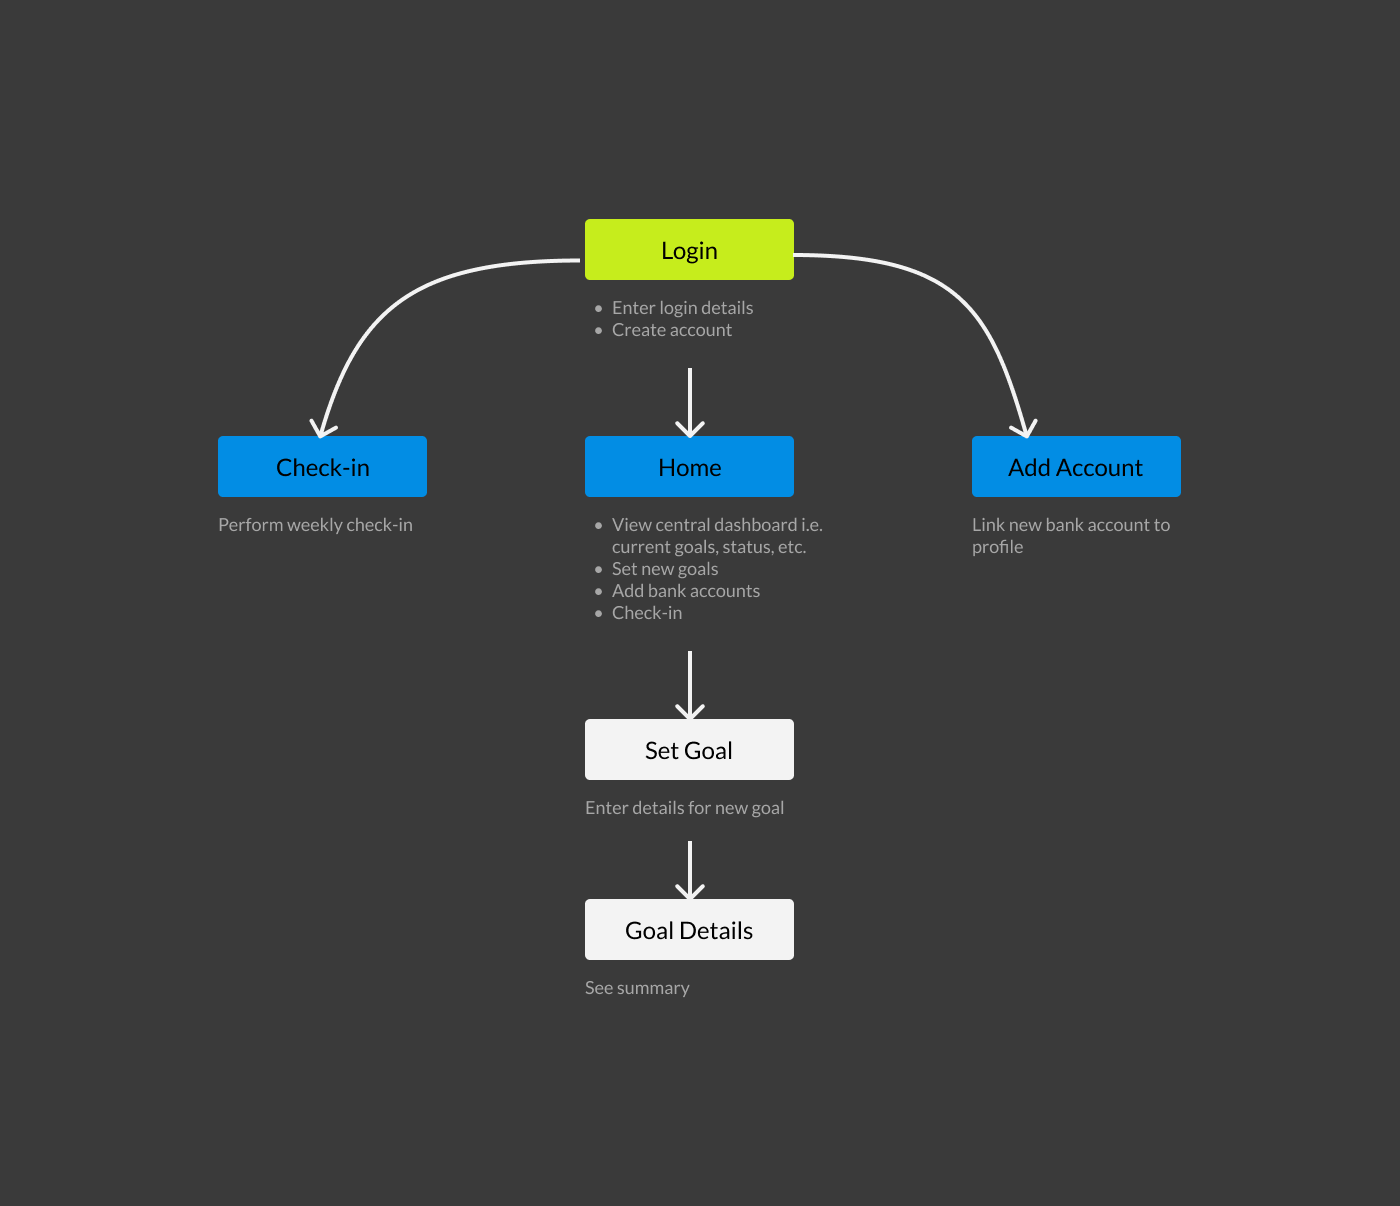 Login
• Enter login details
• Create account
Check-in
Perform weekly check-in
Home
• View central dashboard i.e.
current goals, status, etc.
• Set new goals
• Add bank accounts
• Check-in
Add Account
Link new bank account to
profile
Set Goal
Enter details for new goal
Goal Details
See summary